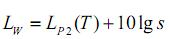 L_W = L_{P2}(T) + 10 lg s